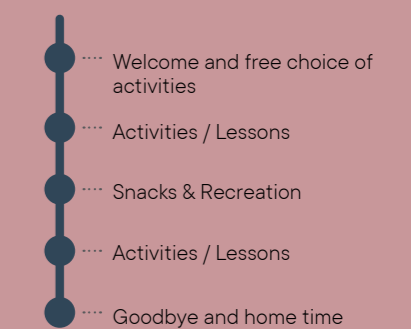 Welcome and free choice of
activities
Activities / Lessons
Snacks & Recreation
Activities / Lessons
Goodbye and home time